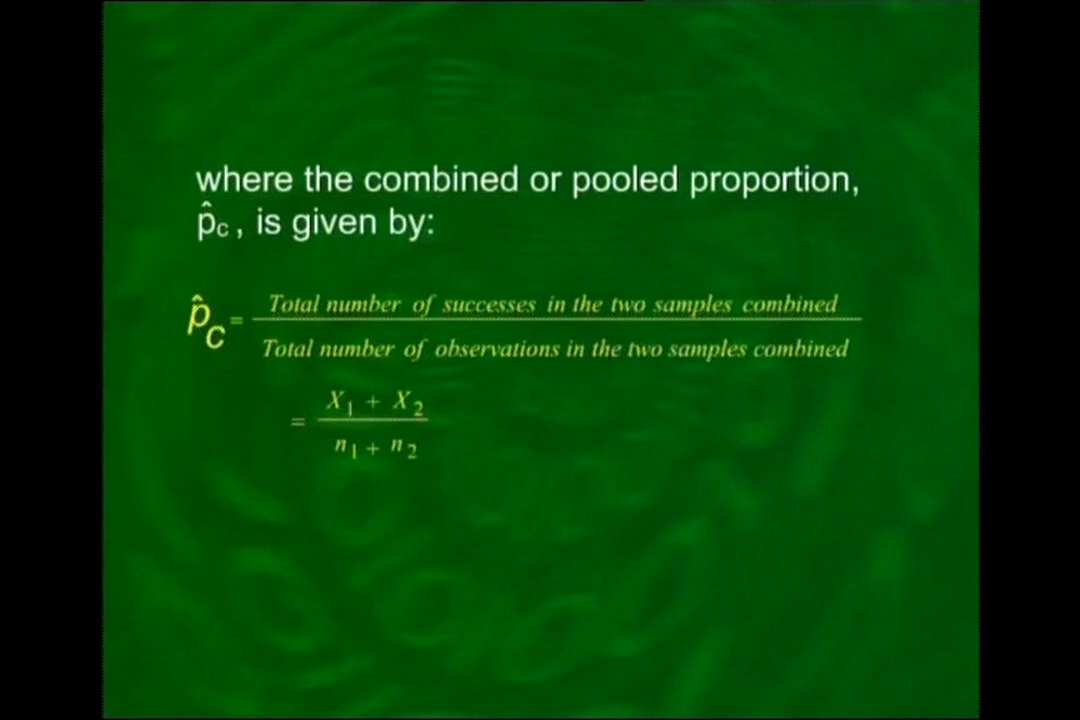 where the combined or pooled proportion,
p̂c , is given by:
p̂c = Total number of successes in the two samples combined
Total number of observations in the two samples combined
= X1 + X2
n1 + n2